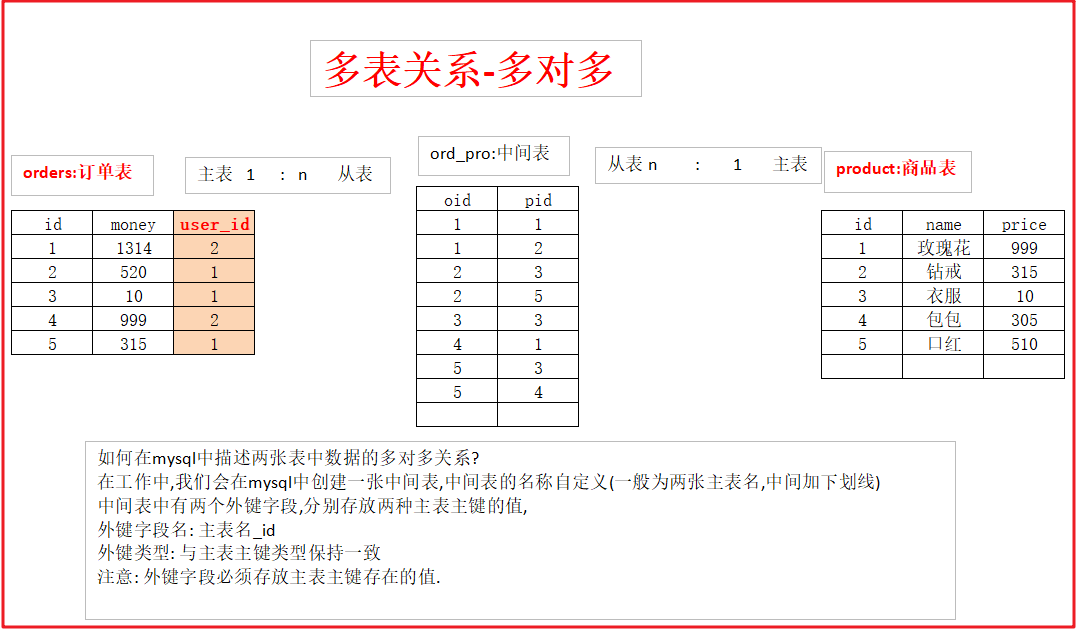 多表关系-多对多
orders:订单表
主表 1 : n 从表
ord_pro:中间表
从表 n : 1 主表
product:商品表
id money user_id
1 1314 2
2 520 1
3 10 1
4 999 2
5 315 1
oid pid
1 1
1 2
2 3
2 5
3 3
4 1
5 3
5 4
id name price
1 玫瑰花 999
2 钻戒 315
3 衣服 10
4 包包 305
5 口红 510
如何在mysql中描述两张表中数据的多对多关系?
在工作中,我们会在mysql中创建一张中间表,中间表的名称自定义(一般为两张主表名,中间加下划线)
中间表中有两个外键字段,分别存放两种主表主键的值,
外键字段名: 主表名_id
外键类型: 与主表主键类型保持一致
注意: 外键字段必须存放主表主键存在的值.